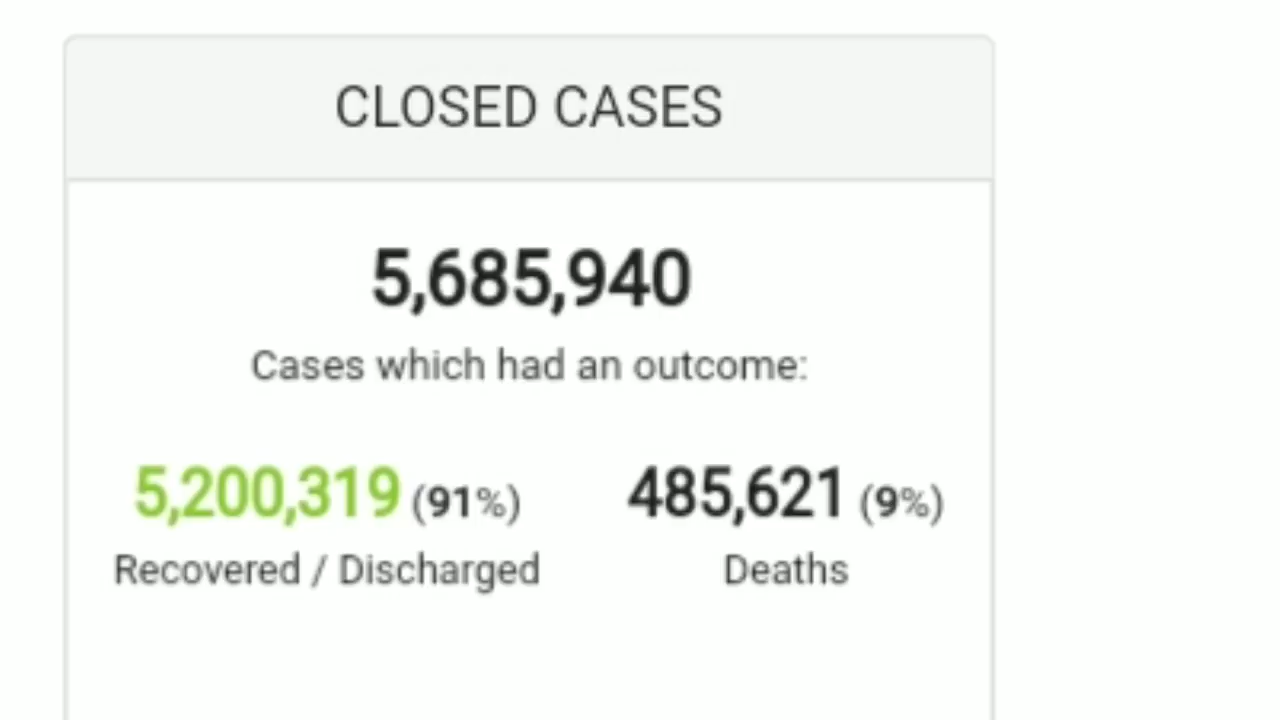 CLOSED CASES
5,685,940
Cases which had an outcome:
5,200,319 (91%) 485,621 (9%)
Recovered / Discharged Deaths